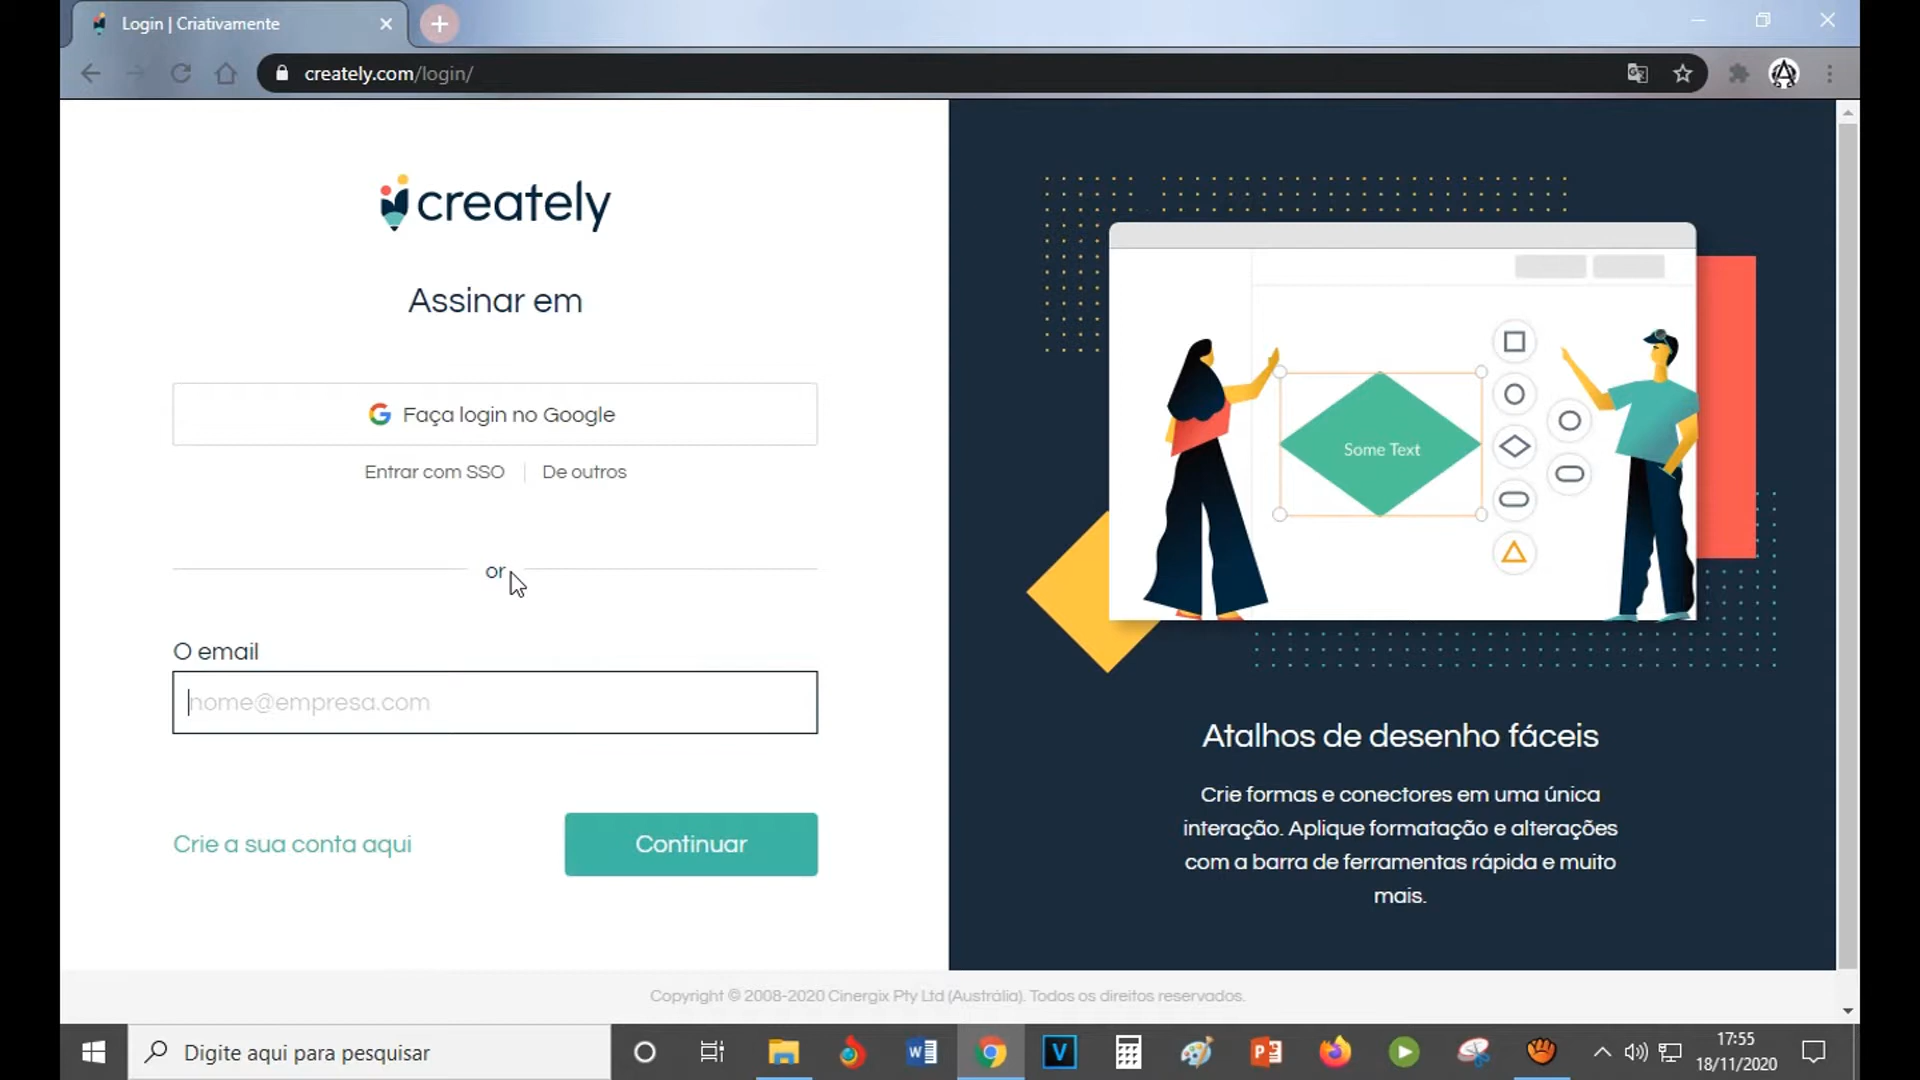 Login | Criativamente
creately.com/login/
creately
Assinar em
Faça login no Google
Entrar com SSO | De outros
or
O email
nome@empresa.com
Crie a sua conta aqui
Continuar
Some Text
Atalhos de desenho fáceis
Crie formas e conectores em uma única
interação. Aplique formatação e alterações
com a barra de ferramentas rápida e muito
mais.
Copyright © 2008-2020 Cinergix Pty Ltd (Austrália). Todos os direitos reservados.
Digite aqui para pesquisar
17:55
18/11/2020